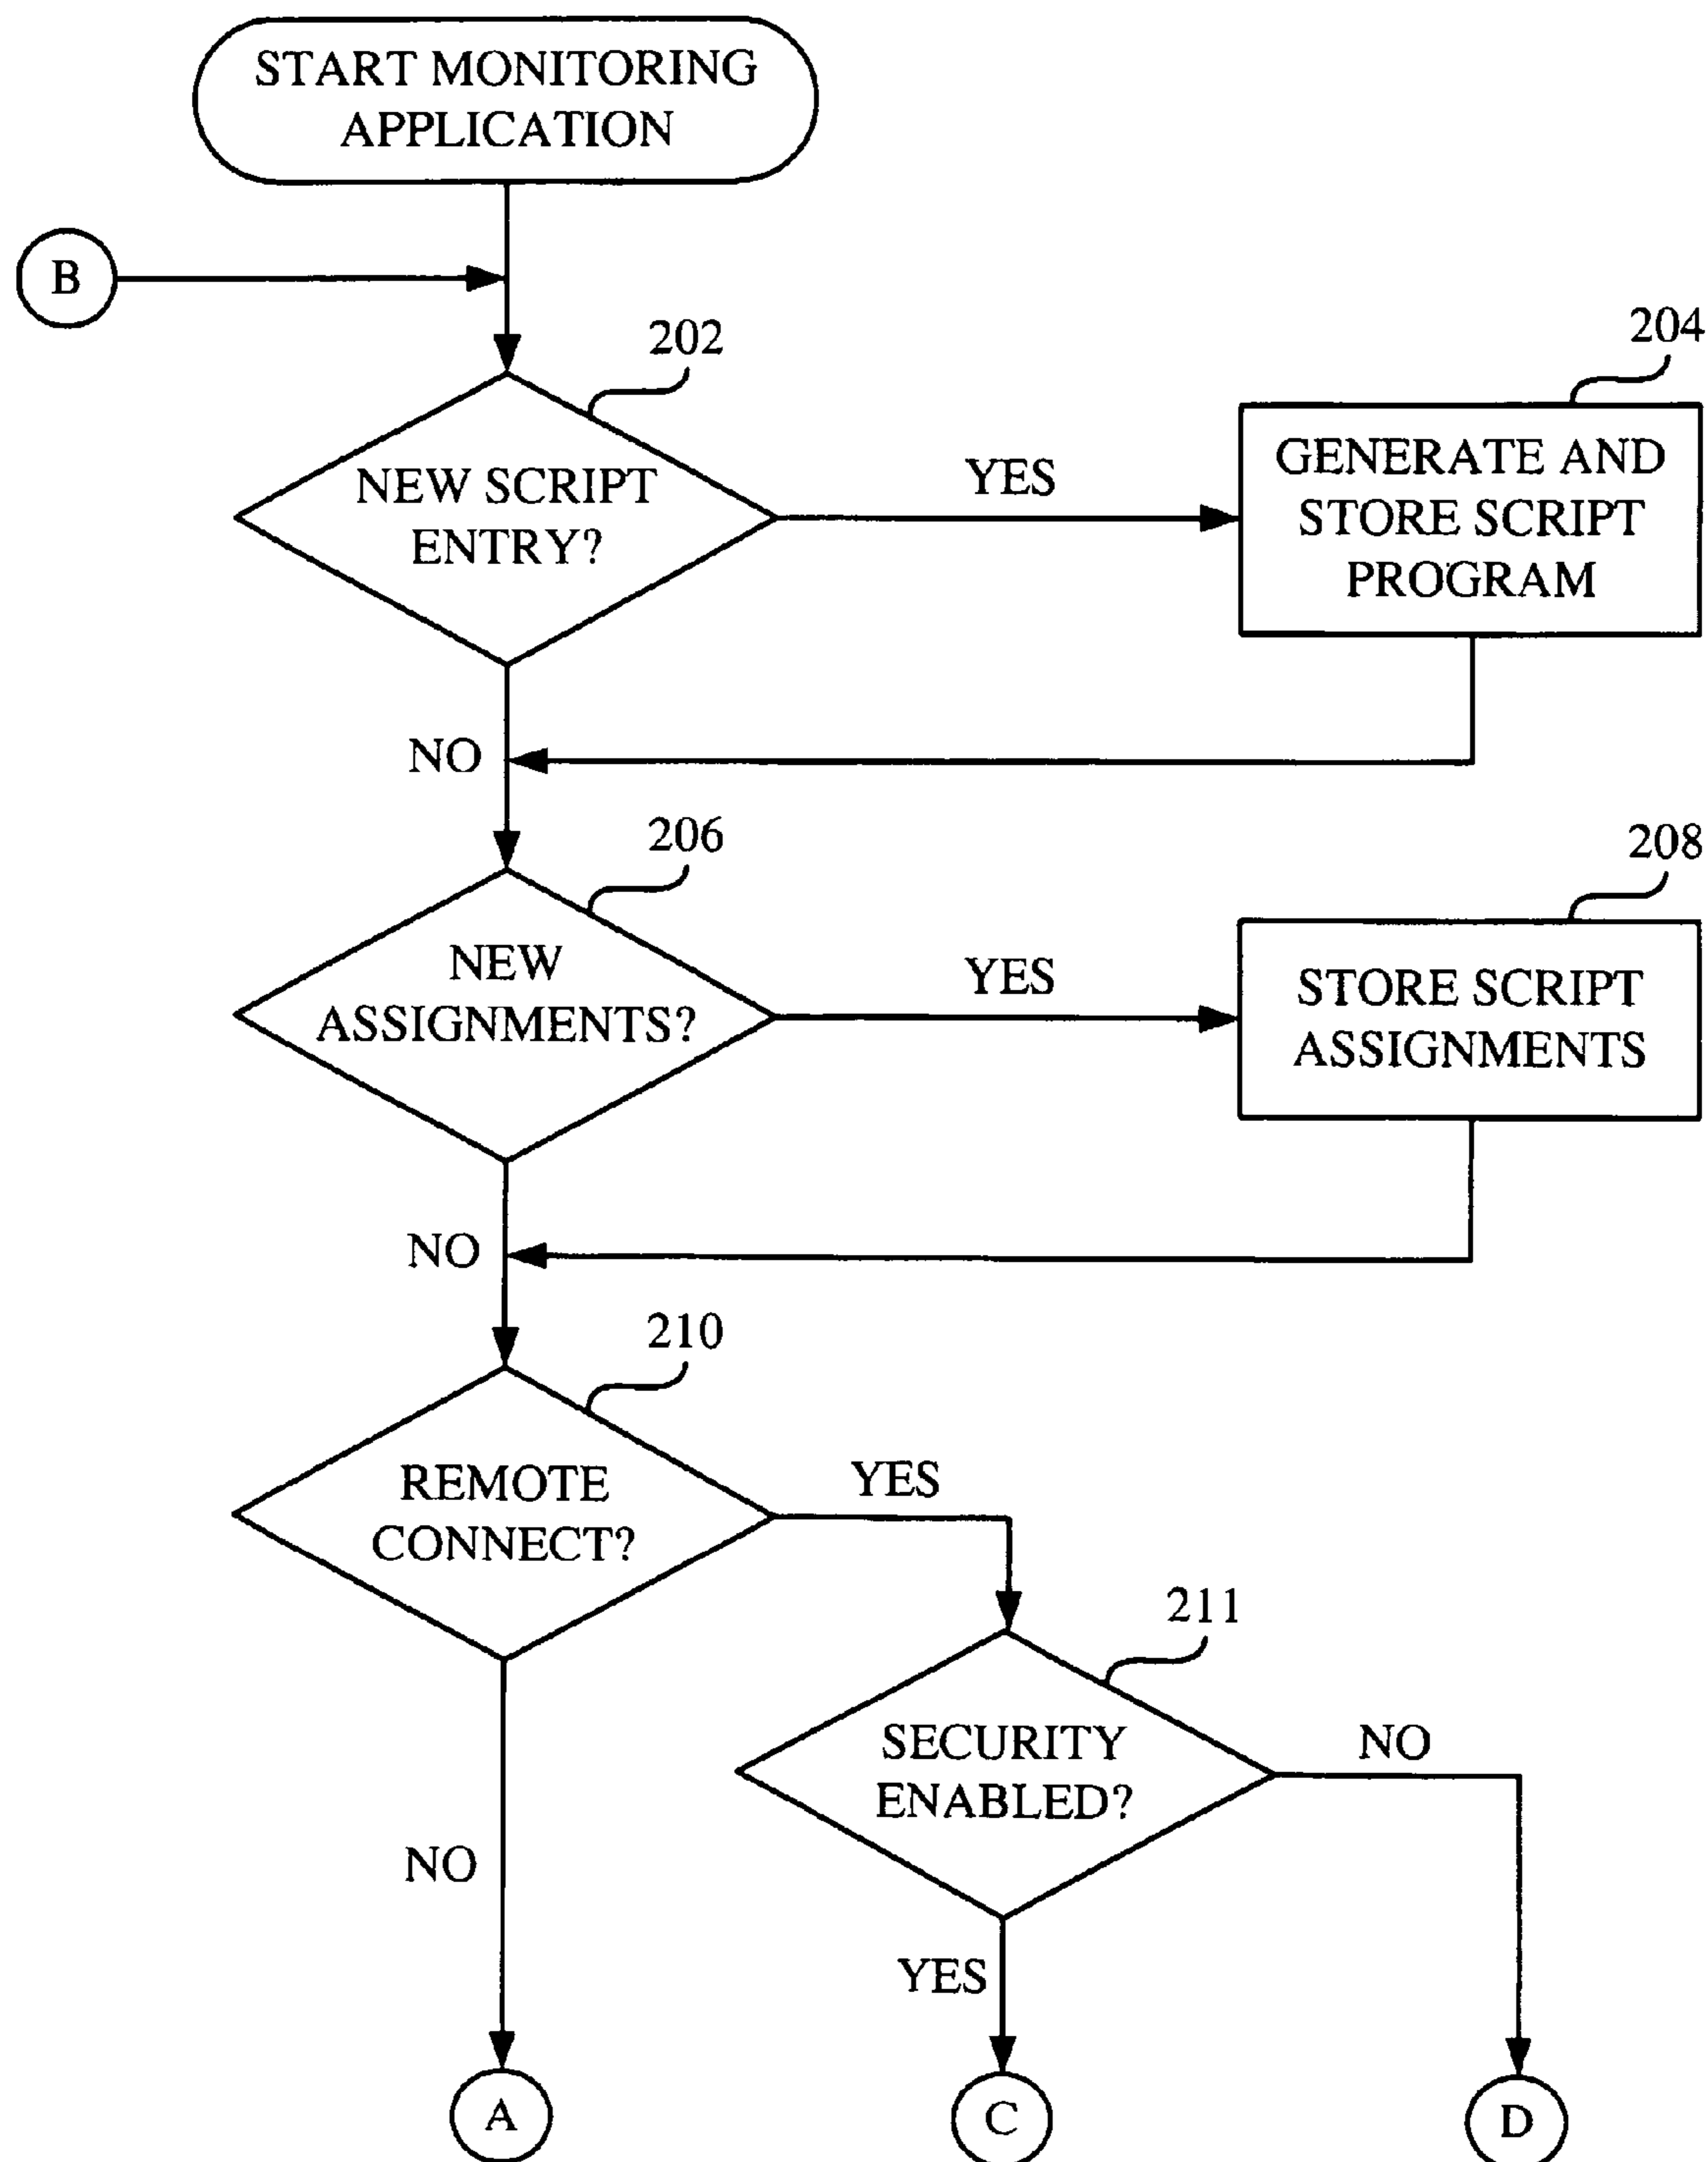 START MONITORING
APPLICATION
B
202
204
NEW SCRIPT
ENTRY?
YES
GENERATE AND
STORE SCRIPT
PROGRAM
NO
206
208
NEW
ASSIGNMENTS?
YES
STORE SCRIPT
ASSIGNMENTS
NO
210
REMOTE
CONNECT?
YES
211
SECURITY
ENABLED?
NO
NO
YES
A
C
D